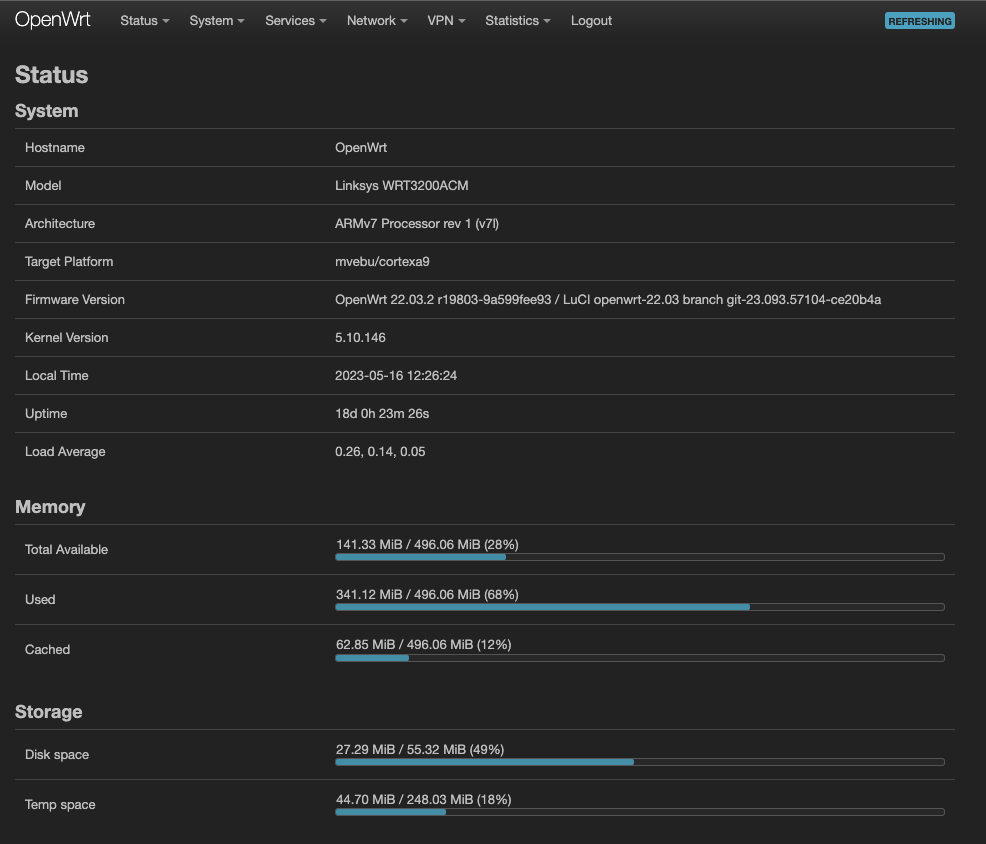 OpenWrt Status System Services Network VPN Statistics Logout REFRESHING
Status
System
Hostname OpenWrt
Model Linksys WRT3200ACM
Architecture ARMv7 Processor rev 1 (v7l)
Target Platform mvebu/cortexa9
Firmware Version OpenWrt 22.03.2 r19803-9a599fee93 / LuCI openwrt-22.03 branch git-23.093.57104-ce20b4a
Kernel Version 5.10.146
Local Time 2023-05-16 12:26:24
Uptime 18d 0h 23m 26s
Load Average 0.26, 0.14, 0.05
Memory
Total Available 141.33 MiB / 496.06 MiB (28%)
Used 341.12 MiB / 496.06 MiB (68%)
Cached 62.85 MiB / 496.06 MiB (12%)
Storage
Disk space 27.29 MiB / 55.32 MiB (49%)
Temp space 44.70 MiB / 248.03 MiB (18%)